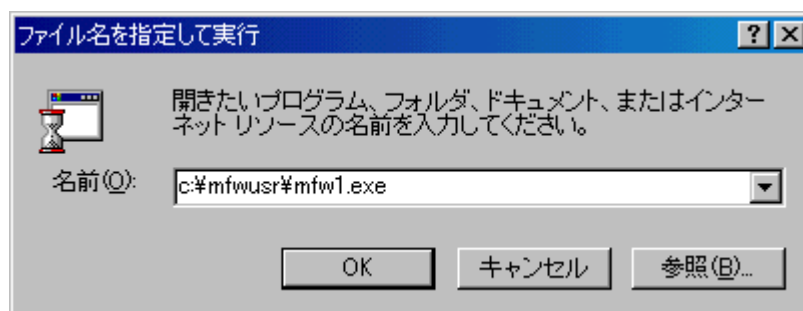 ファイル名を指定して実行
開きたいプログラム、フォルダ、ドキュメント、またはインター
ネット リソースの名前を入力してください。
名前(O):
c:¥mfwusr¥mfw1.exe
OK キャンセル 参照(B)...